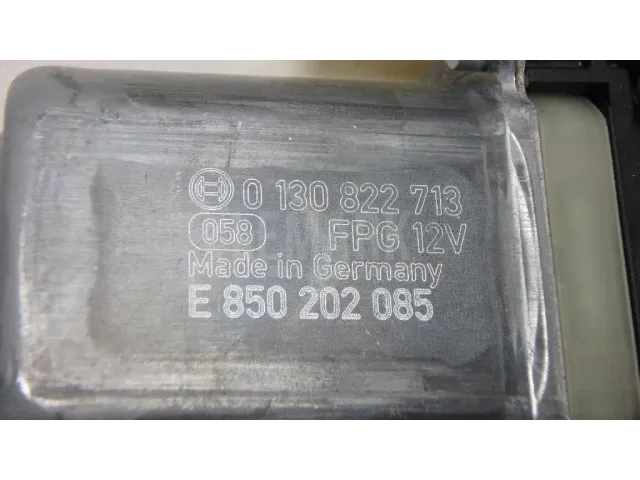 0 130 822 713
058 FPG 12V
Made in Germany
E 850 202 085